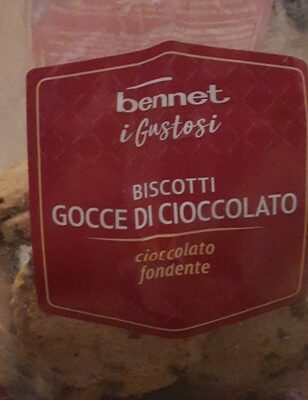 bennet
i Gustosi
BISCOTTI
GOCCE DI CIOCCOLATO
cioccolato
fondente